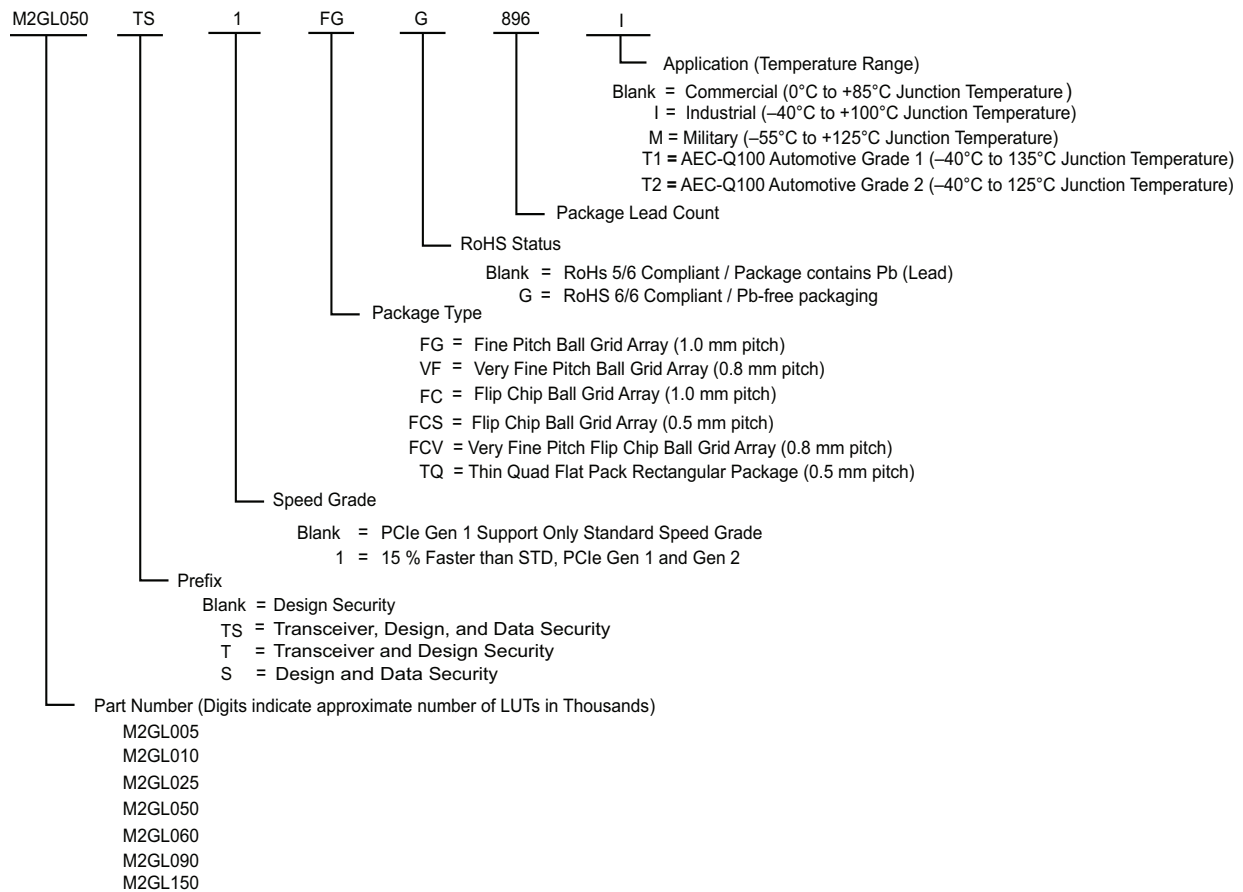 M2GL050 TS 1 FG G 896 I
Application (Temperature Range)
Blank = Commercial (0°C to +85°C Junction Temperature)
I = Industrial (–40°C to +100°C Junction Temperature)
M = Military (–55°C to +125°C Junction Temperature)
T1 = AEC-Q100 Automotive Grade 1 (–40°C to 135°C Junction Temperature)
T2 = AEC-Q100 Automotive Grade 2 (–40°C to 125°C Junction Temperature)
Package Lead Count
RoHS Status
Blank = RoHs 5/6 Compliant / Package contains Pb (Lead)
G = RoHS 6/6 Compliant / Pb-free packaging
Package Type
FG = Fine Pitch Ball Grid Array (1.0 mm pitch)
VF = Very Fine Pitch Ball Grid Array (0.8 mm pitch)
FC = Flip Chip Ball Grid Array (1.0 mm pitch)
FCS = Flip Chip Ball Grid Array (0.5 mm pitch)
FCV = Very Fine Pitch Flip Chip Ball Grid Array (0.8 mm pitch)
TQ = Thin Quad Flat Pack Rectangular Package (0.5 mm pitch)
Speed Grade
Blank = PCIe Gen 1 Support Only Standard Speed Grade
1 = 15 % Faster than STD, PCIe Gen 1 and Gen 2
Prefix
Blank = Design Security
TS = Transceiver, Design, and Data Security
T = Transceiver and Design Security
S = Design and Data Security
Part Number (Digits indicate approximate number of LUTs in Thousands)
M2GL005
M2GL010
M2GL025
M2GL050
M2GL060
M2GL090
M2GL150